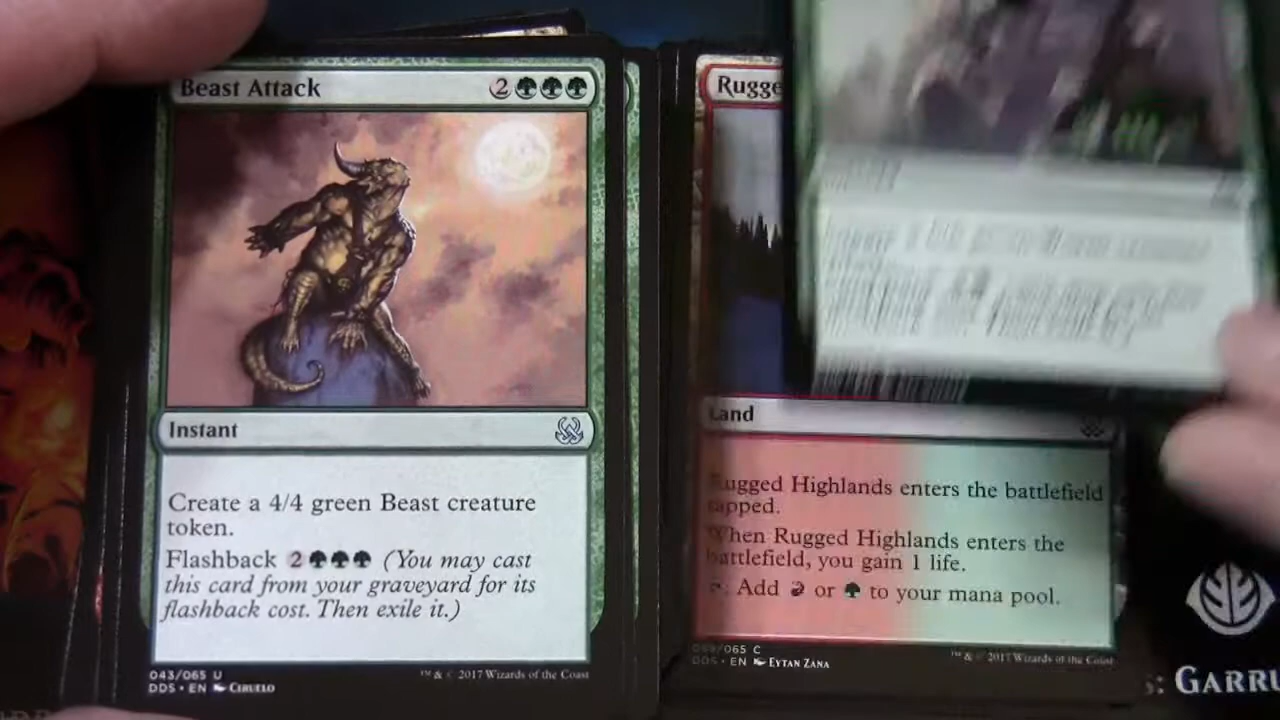 Beast Attack 2
Instant
Create a 4/4 green Beast creature
token.
Flashback 2 (You may cast
this card from your graveyard for its
flashback cost. Then exile it.)
043/065 U
DDS • EN CIRUELO
™ & © 2017 Wizards of the Coast
Rugge
Land
Rugged Highlands enters the battlefield
tapped.
When Rugged Highlands enters the
battlefield, you gain 1 life.
: Add or to your mana pool.
/065 C
DDS • EN EYTAN ZANA
™ & © 2017 Wizards of the Coast
: GARRU